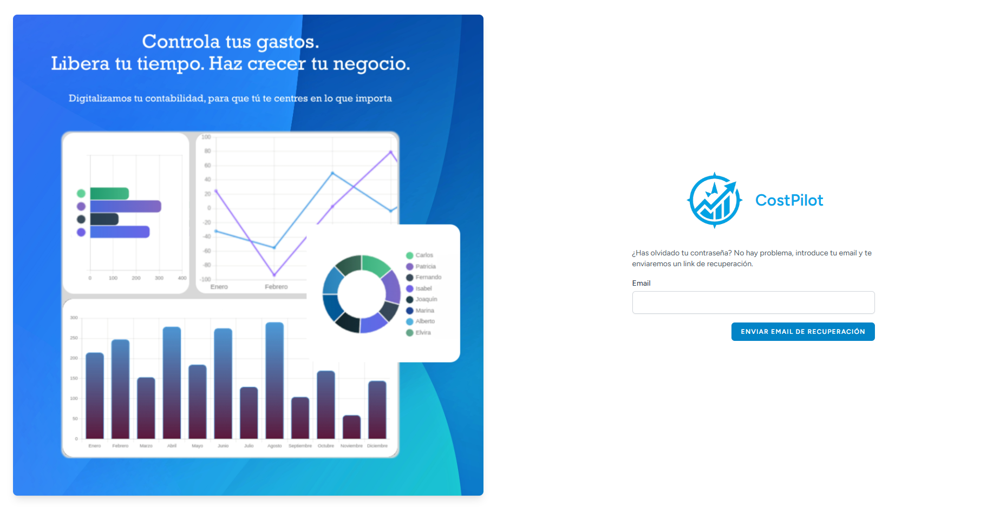 Controla tus gastos.
Libera tu tiempo. Haz crecer tu negocio.
Digitalizamos tu contabilidad, para que tú te centres en lo que importa
0 100 200 300 400
100
80
60
40
20
0
-20
-40
-60
-80
-100
Enero Febrero
Carlos
Patricia
Fernando
Isabel
Joaquín
Marina
Alberto
Elvira
300
250
200
150
100
50
0
Enero Febrero Marzo Abril Mayo Junio Julio Agosto Septiembre Octubre Noviembre Diciembre
CostPilot
¿Has olvidado tu contraseña? No hay problema, introduce tu email y te
enviaremos un link de recuperación.
Email
ENVIAR EMAIL DE RECUPERACIÓN